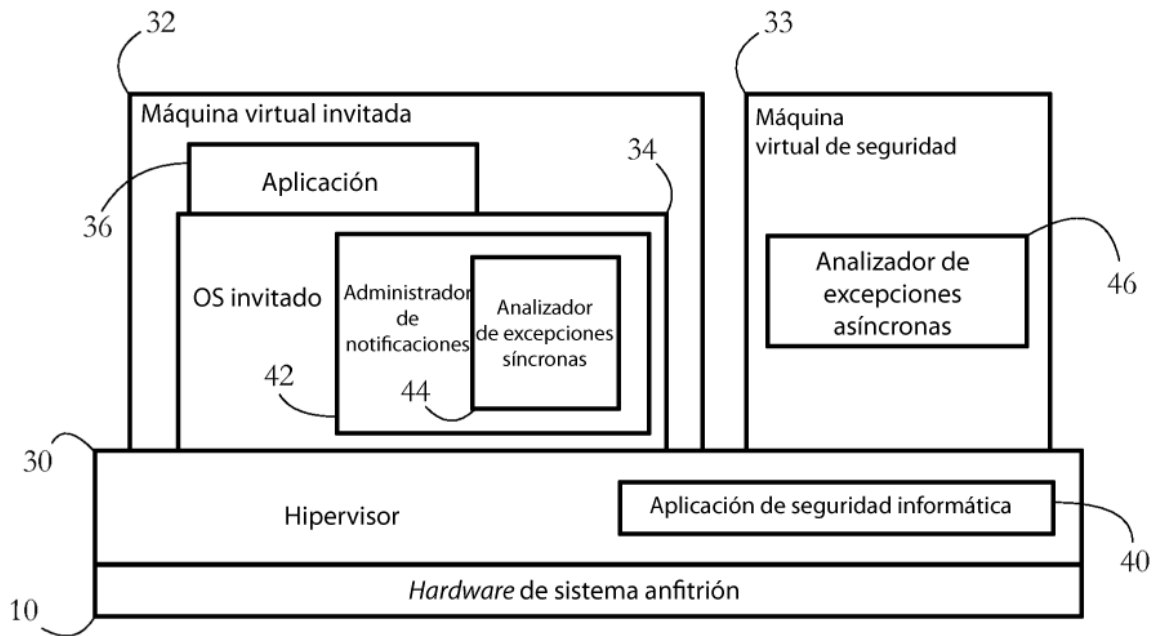 32
33
Máquina virtual invitada
Máquina
virtual de seguridad
34
36
Aplicación
OS invitado
Administrador
de
notificaciones
Analizador
de excepciones
síncronas
Analizador de
excepciones
asíncronas
46
42
44
30
Hipervisor
Aplicación de seguridad informática
40
Hardware de sistema anfitrión
10